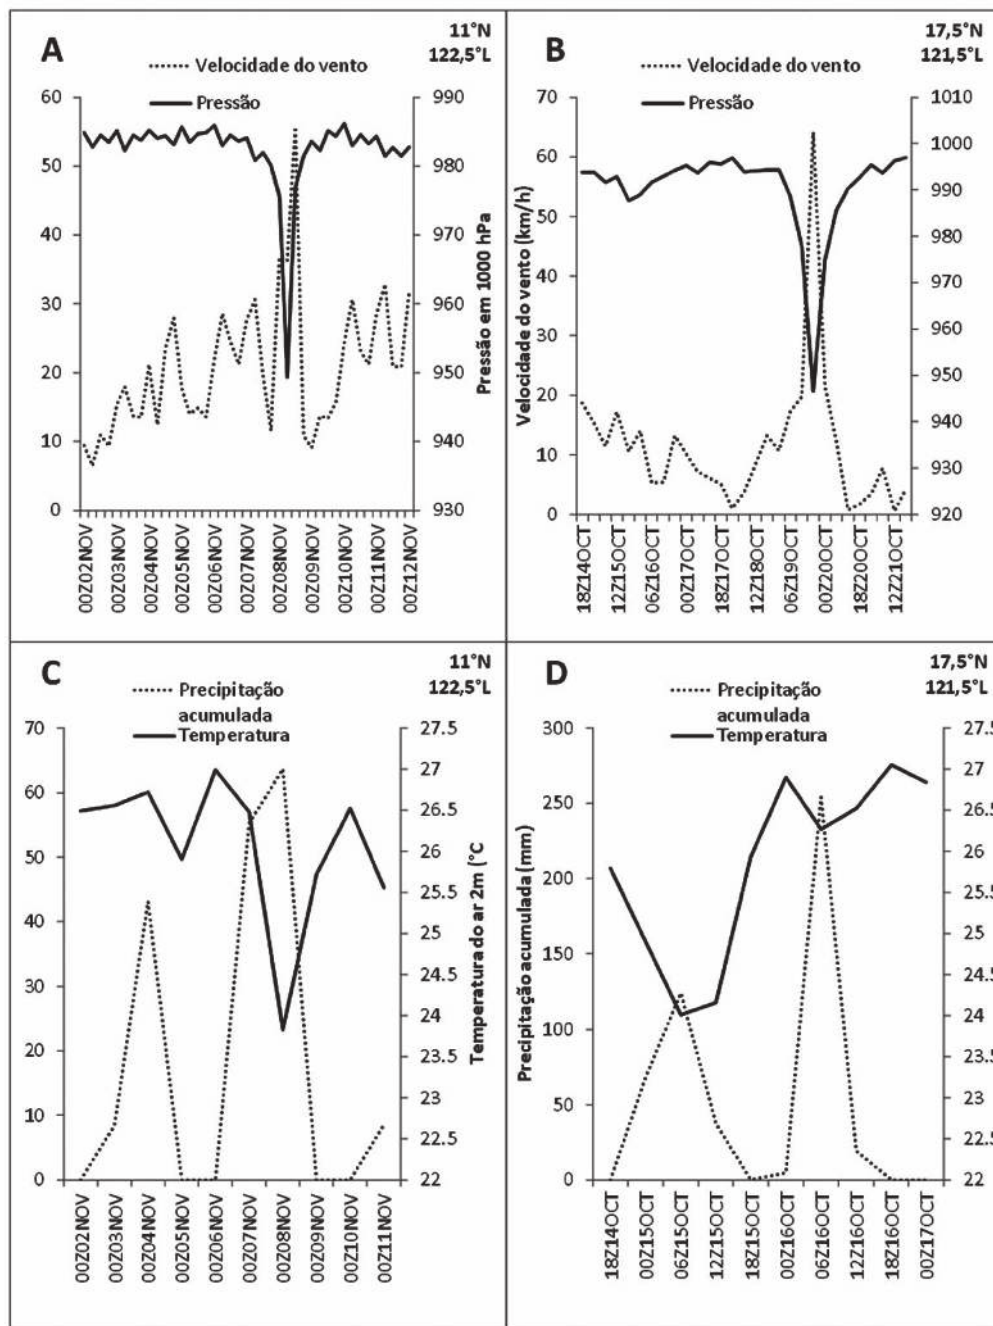 A
11°N
122,5°L
Velocidade do vento
Pressão
60
50
40
30
20
10
0
990
980
970
960
950
940
930
Pressão em 1000 hPa
00Z02NOV
00Z03NOV
00Z04NOV
00Z05NOV
00Z06NOV
00Z07NOV
00Z08NOV
00Z09NOV
00Z10NOV
00Z11NOV
00Z12NOV
B
17,5°N
121,5°L
Velocidade do vento
Pressão
Velocidade do vento (km/h)
70
60
50
40
30
20
10
0
1010
1000
990
980
970
960
950
940
930
920
18Z14OCT
12Z15OCT
06Z16OCT
00Z17OCT
18Z17OCT
12Z18OCT
06Z19OCT
00Z20OCT
18Z20OCT
12Z21OCT
C
11°N
122,5°L
Precipitação
acumulada
Temperatura
70
60
50
40
30
20
10
0
27.5
27
26.5
26
25.5
25
24.5
24
23.5
23
22.5
22
Temperatura do ar 2m (°C
00Z02NOV
00Z03NOV
00Z04NOV
00Z05NOV
00Z06NOV
00Z07NOV
00Z08NOV
00Z09NOV
00Z10NOV
00Z11NOV
D
17,5°N
121,5°L
Precipitação
acumulada
Temperatura
Precipitação acumulada (mm)
300
250
200
150
100
50
0
27.5
27
26.5
26
25.5
25
24.5
24
23.5
23
22.5
22
18Z14OCT
00Z15OCT
06Z15OCT
12Z15OCT
18Z15OCT
00Z16OCT
06Z16OCT
12Z16OCT
18Z16OCT
00Z17OCT